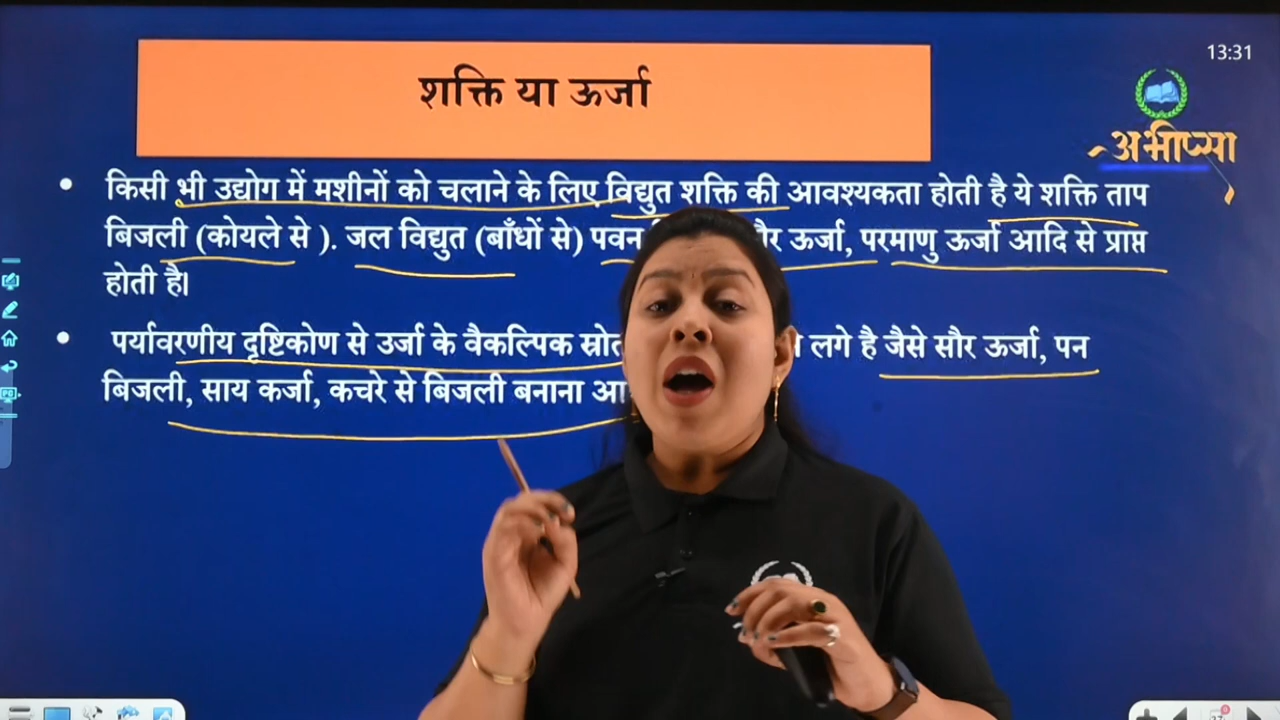 13:31
शक्ति या ऊर्जा
अभीप्सा
• किसी भी उद्योग में मशीनों को चलाने के लिए विद्युत शक्ति की आवश्यकता होती है ये शक्ति ताप
बिजली (कोयले से ). जल विद्युत (बाँधों से) पवन ऊर्जा, परमाणु ऊर्जा आदि से प्राप्त
होती है।
• पर्यावरणीय दृष्टिकोण से उर्जा के वैकल्पिक लगे है जैसे सौर ऊर्जा, पन
बिजली, साय कर्जा, कचरे से बिजली बनाना